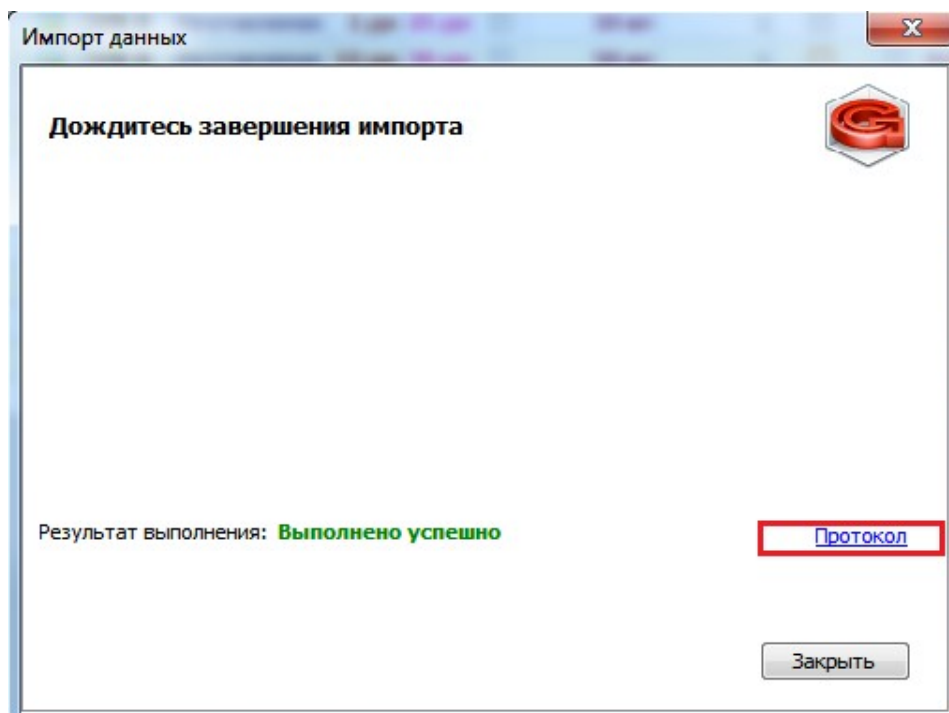 Импорт данных
Дождитесь завершения импорта
Результат выполнения: Выполнено успешно
Протокол
Закрыть